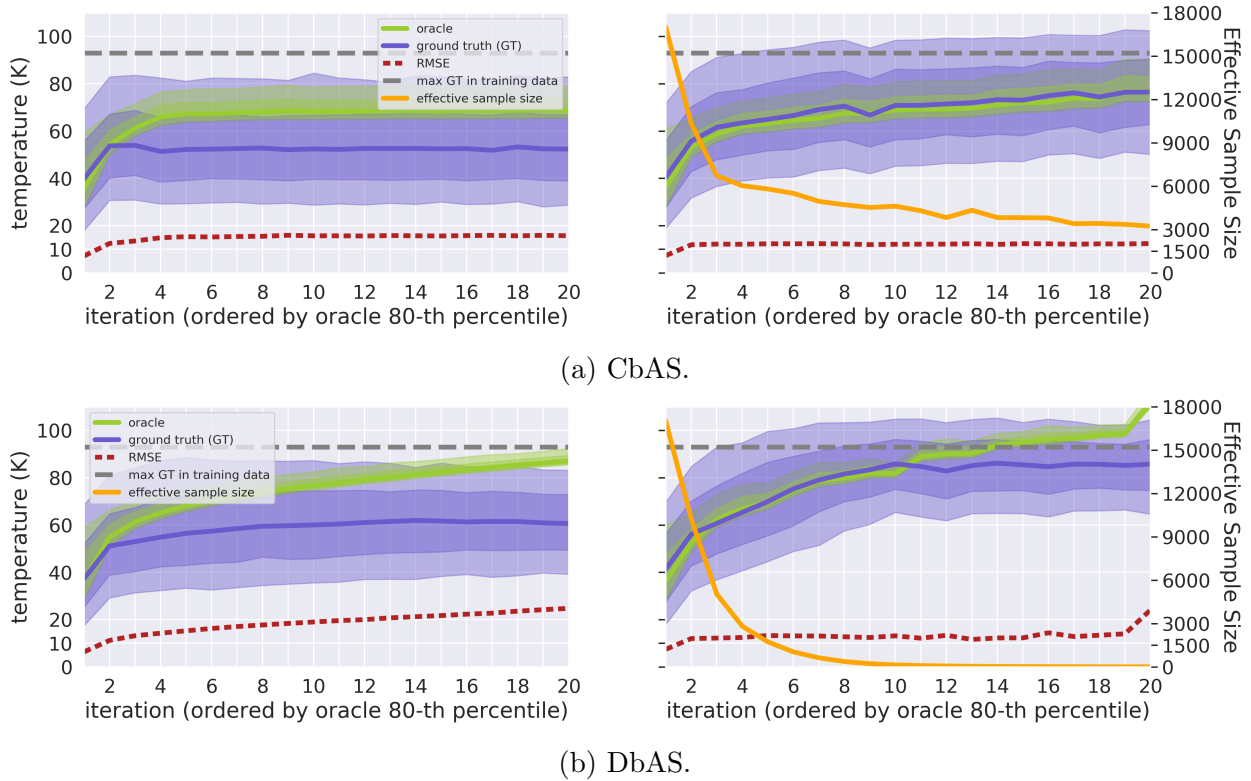 100
80
60
40
20
10
0
temperature (K)
oracle
ground truth (GT)
RMSE
max GT in training data
effective sample size
2 4 6 8 10 12 14 16 18 20
iteration (ordered by oracle 80-th percentile)
18000
15000
12000
9000
6000
3000
1500
0
Effective Sample Size
2 4 6 8 10 12 14 16 18 20
iteration (ordered by oracle 80-th percentile)
(a) CbAS.
100
80
60
40
20
10
0
temperature (K)
oracle
ground truth (GT)
RMSE
max GT in training data
effective sample size
2 4 6 8 10 12 14 16 18 20
iteration (ordered by oracle 80-th percentile)
18000
15000
12000
9000
6000
3000
1500
0
Effective Sample Size
2 4 6 8 10 12 14 16 18 20
iteration (ordered by oracle 80-th percentile)
(b) DbAS.